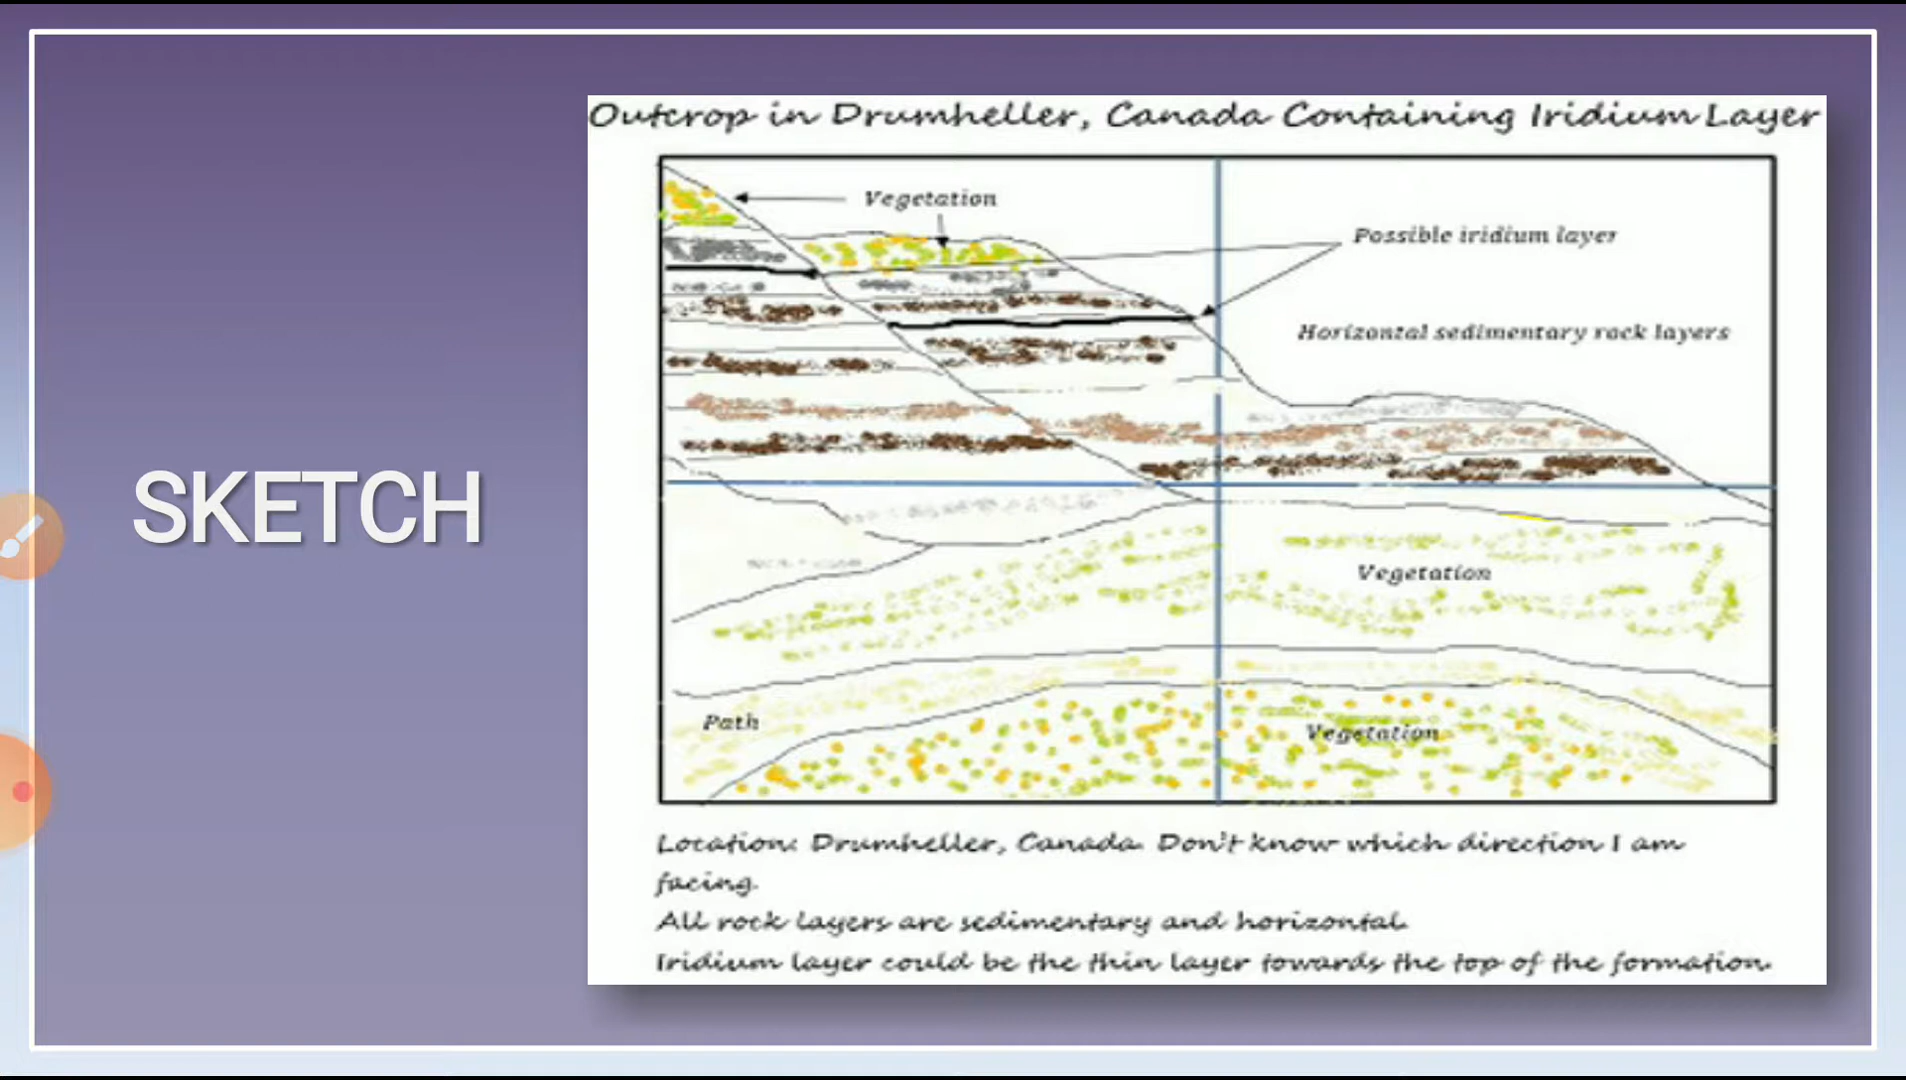 SKETCH
Outcrop in Drumheller, Canada Containing Iridium Layer
Vegetation
Possible iridium layer
Horizontal sedimentary rock layers
Vegetation
Path
Vegetation
Location: Drumheller, Canada. Don't know which direction I am
facing.
All rock layers are sedimentary and horizontal.
Iridium layer could be the thin layer towards the top of the formation.